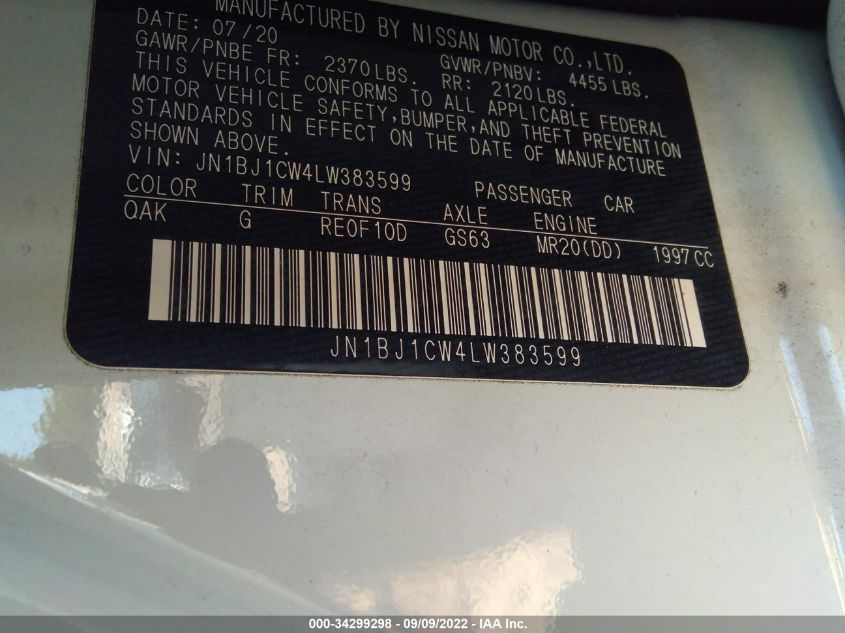 MANUFACTURED BY NISSAN MOTOR CO.,LTD.
DATE: 07/20 GVWR/PNBV: 4455 LBS.
GAWR/PNBE FR: 2370LBS. RR: 2120LBS.
THIS VEHICLE CONFORMS TO ALL APPLICABLE FEDERAL
MOTOR VEHICLE SAFETY,BUMPER,AND THEFT PREVENTION
STANDARDS IN EFFECT ON THE DATE OF MANUFACTURE
SHOWN ABOVE.
VIN: JN1BJ1CW4LW383599 PASSENGER CAR
COLOR TRIM TRANS AXLE ENGINE
QAK G RE0F10D GS63 MR20(DD) 1997CC
JN1BJ1CW4LW383599
000-34299298 - 09/09/2022 - IAA Inc.